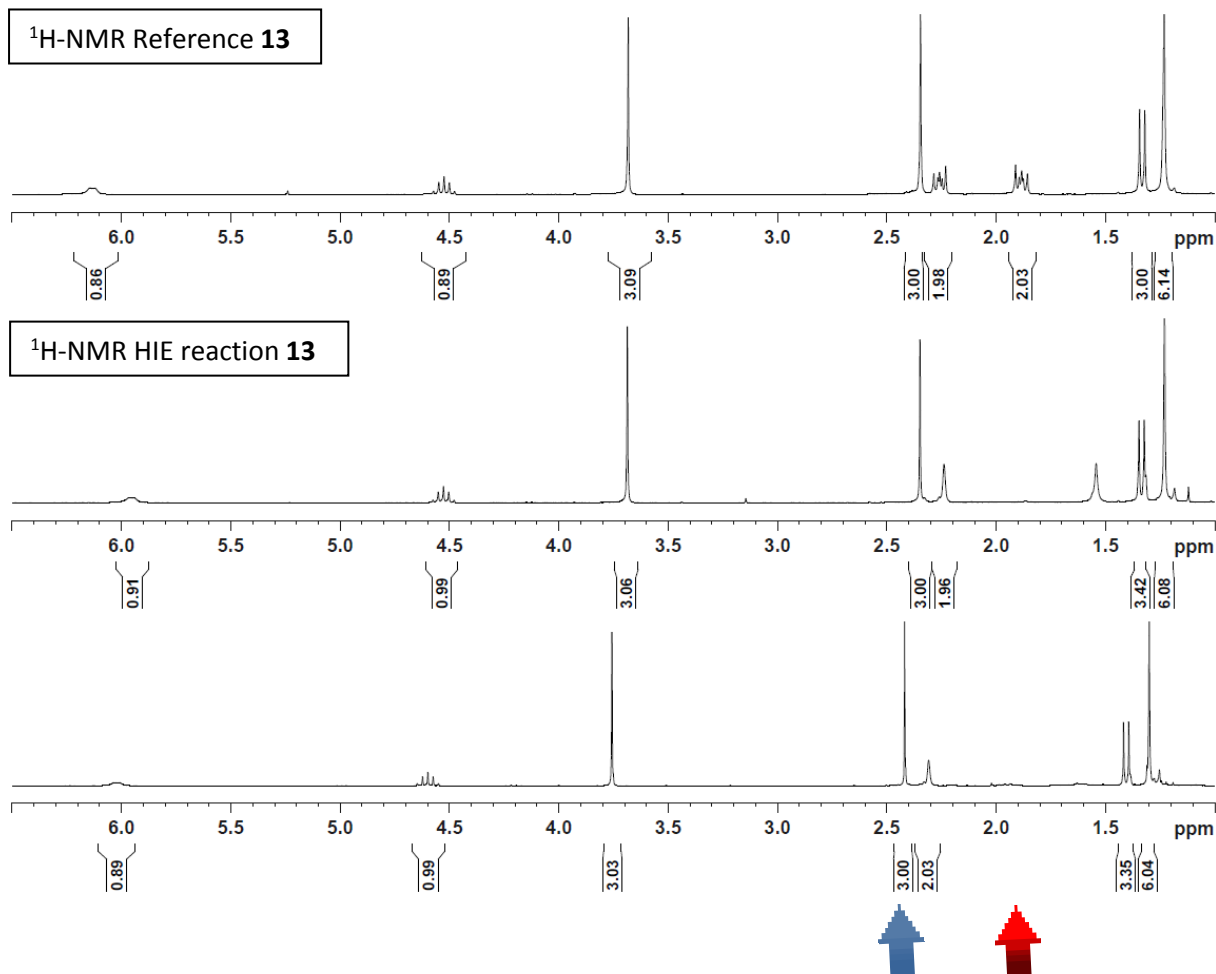 ¹H-NMR Reference 13
6.0 5.5 5.0 4.5 4.0 3.5 3.0 2.5 2.0 1.5 ppm
0.86 0.89 3.09 3.00 1.98 2.03 3.00 6.14
¹H-NMR HIE reaction 13
6.0 5.5 5.0 4.5 4.0 3.5 3.0 2.5 2.0 1.5 ppm
0.91 0.99 3.06 3.00 1.96 3.42 6.08
6.0 5.5 5.0 4.5 4.0 3.5 3.0 2.5 2.0 1.5 ppm
0.89 0.99 3.03 3.00 2.03 3.35 6.04